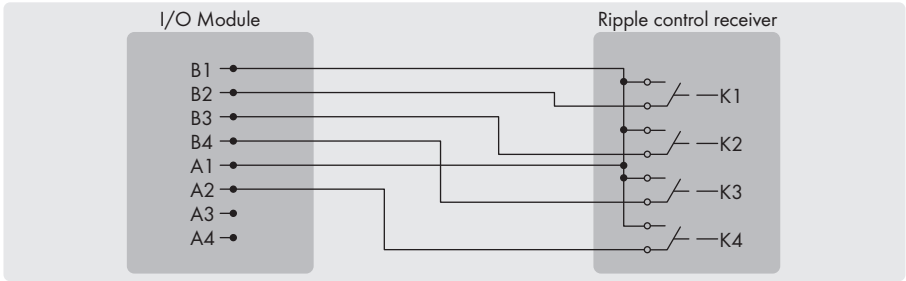 I/O Module
Ripple control receiver
B1
B2
B3
B4
A1
A2
A3
A4
K1
K2
K3
K4